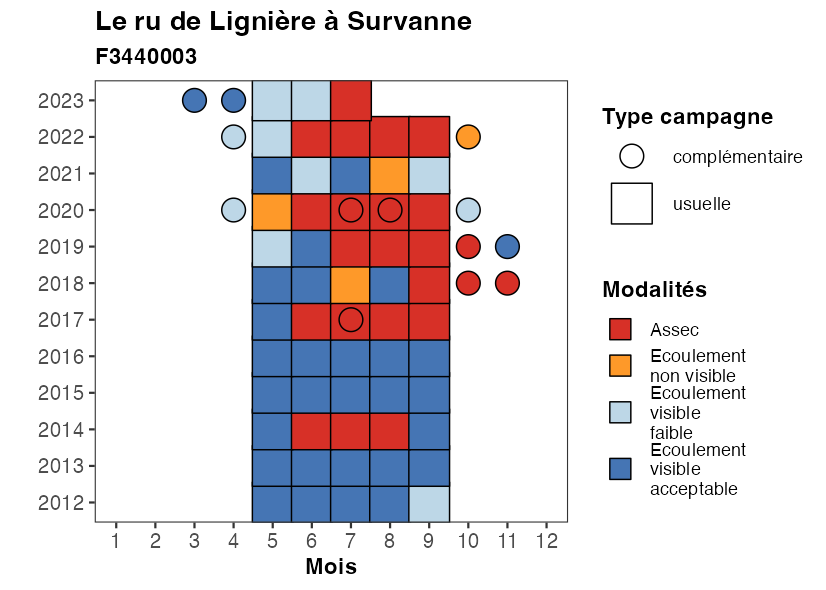 Le ru de Lignière à Survanne
F3440003
2023
2022
2021
2020
2019
2018
2017
2016
2015
2014
2013
2012
1 2 3 4 5 6 7 8 9 10 11 12
Mois
Type campagne
complémentaire
usuelle
Modalités
Assec
Ecoulement
non visible
Ecoulement
visible
faible
Ecoulement
visible
acceptable